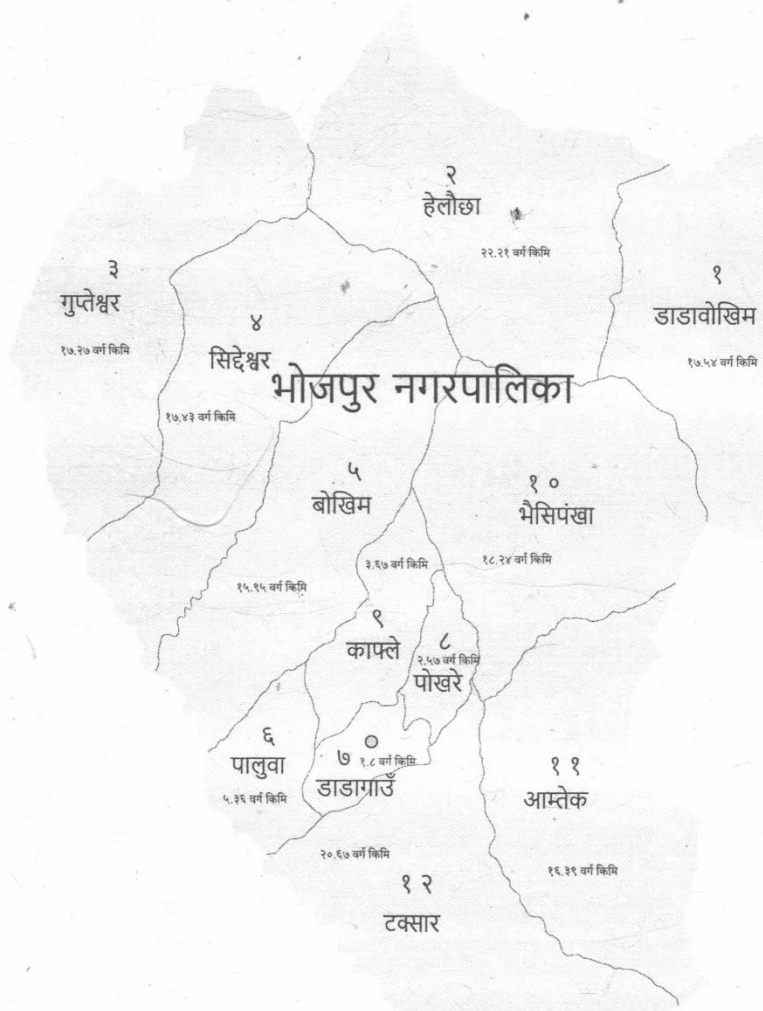 २
हेलौछा
२२.२१ वर्ग किमि
३
गुप्तेश्वर
१७.२७ वर्ग किमि
१
डाडावोखिम
१७.५४ वर्ग किमि
४
सिद्देश्वर
१७.४३ वर्ग किमि
भोजपुर नगरपालिका
५
बोखिम
१५.९५ वर्ग किमि
१०
भैसिपंखा
१८.२४ वर्ग किमि
३.६७ वर्ग किमि
९
काफ्ले
८
२.५७ वर्ग किमि
पोखरे
६
पालुवा
५.३६ वर्ग किमि
७
१.८ वर्ग किमि
डाडागाउँ
११
आम्तेक
१६.३९ वर्ग किमि
२०.६७ वर्ग किमि
१२
टक्सार